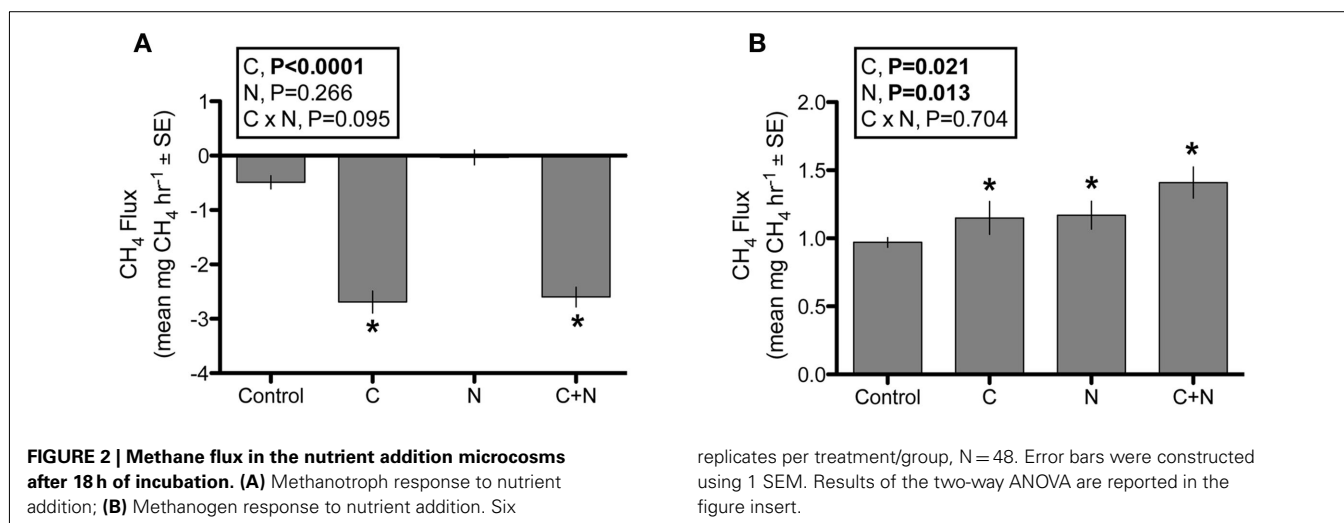 A
C, P<0.0001
N, P=0.266
C x N, P=0.095
CH4 Flux
(mean mg CH4 hr-1 ± SE)
1
0
-1
-2
-3
-4
*
*
Control
C
N
C+N
B
C, P=0.021
N, P=0.013
C x N, P=0.704
CH4 Flux
(mean mg CH4 hr-1 ± SE)
2.0
1.5
1.0
0.5
0.0
*
*
*
Control
C
N
C+N
FIGURE 2 | Methane flux in the nutrient addition microcosms
after 18 h of incubation. (A) Methanotroph response to nutrient
addition; (B) Methanogen response to nutrient addition. Six
replicates per treatment/group, N = 48. Error bars were constructed
using 1 SEM. Results of the two-way ANOVA are reported in the
figure insert.